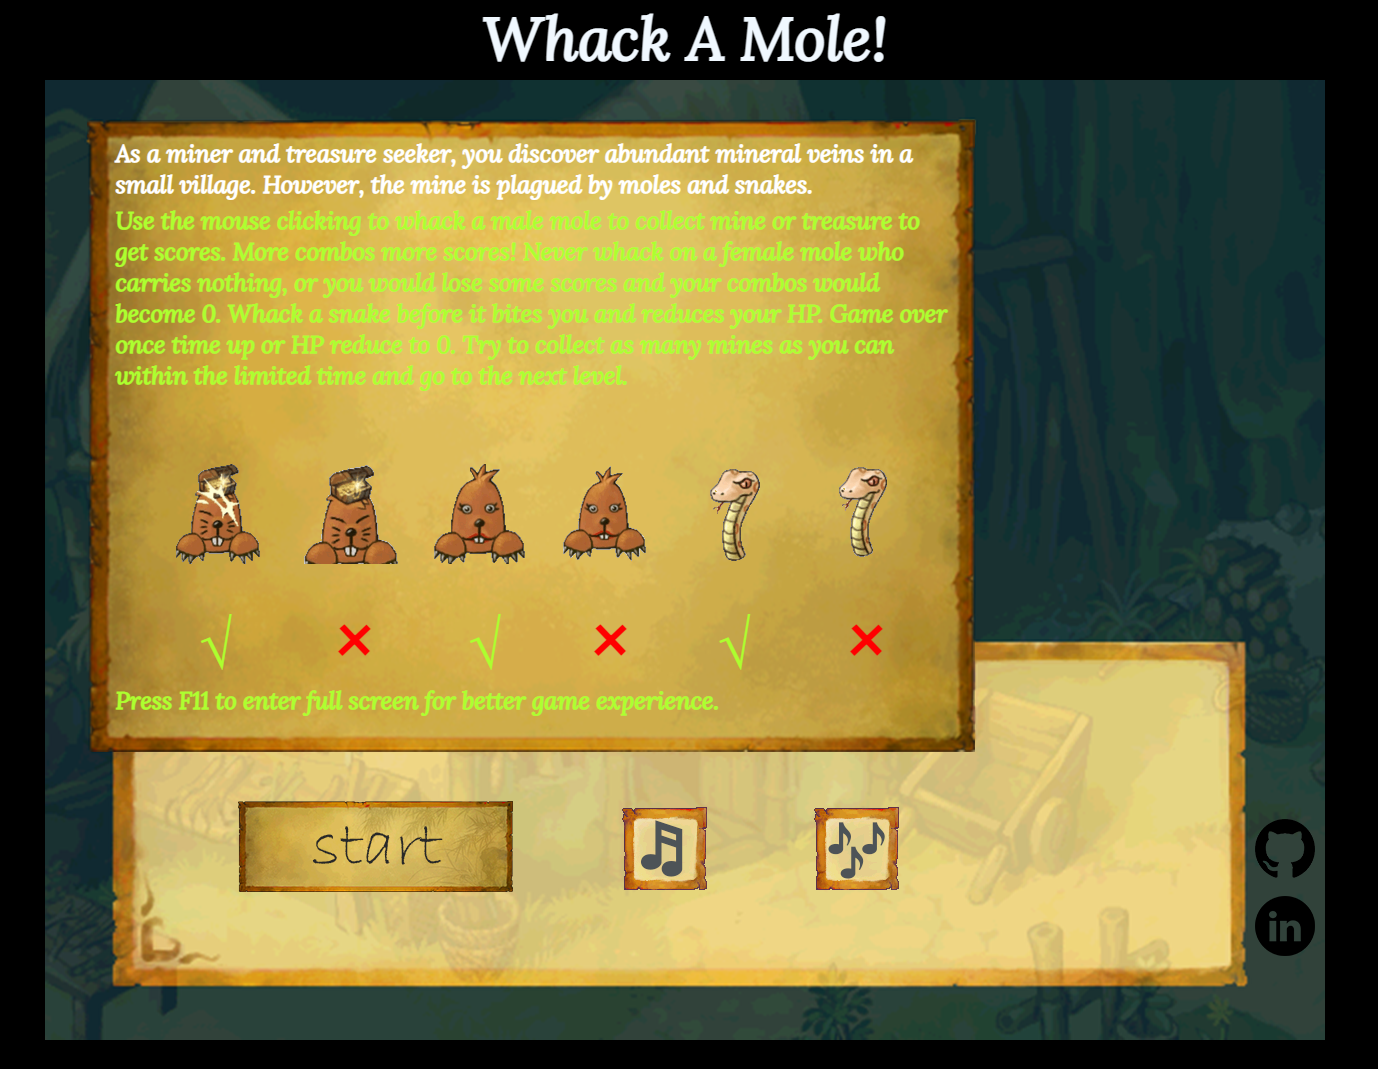 Whack A Mole!
As a miner and treasure seeker, you discover abundant mineral veins in a
small village. However, the mine is plagued by moles and snakes.
Use the mouse clicking to whack a male mole to collect mine or treasure to
get scores. More combos more scores! Never whack on a female mole who
carries nothing, or you would lose some scores and your combos would
become 0. Whack a snake before it bites you and reduces your HP. Game over
once time up or HP reduce to 0. Try to collect as many mines as you can
within the limited time and go to the next level.
√ × √ × √ ×
Press F11 to enter full screen for better game experience.
start
in